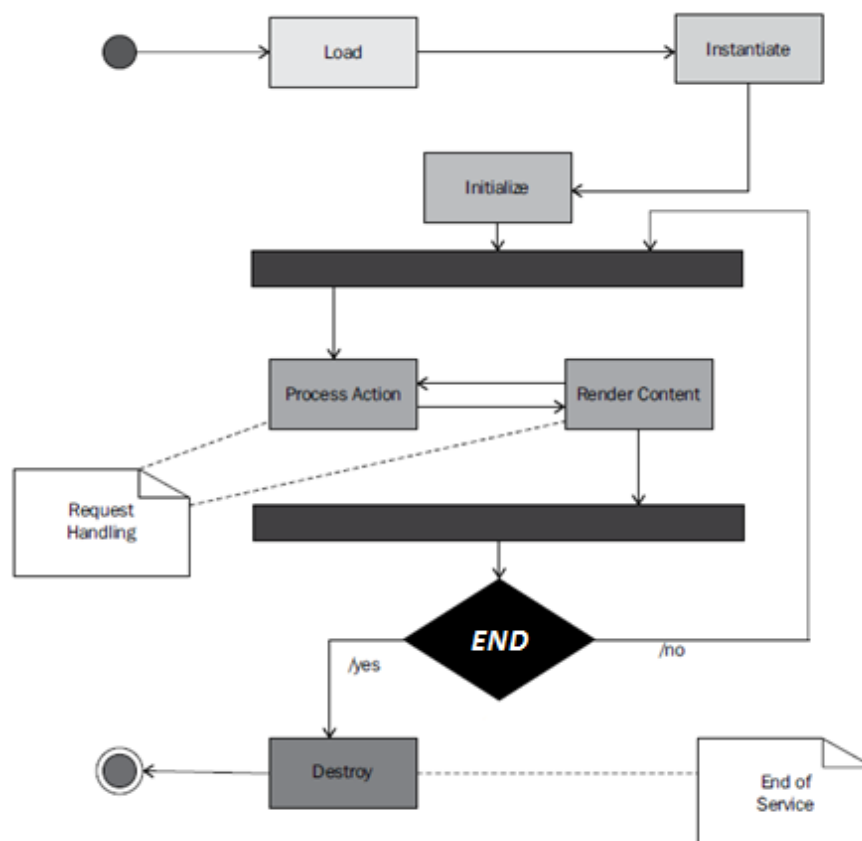 Load
Instantiate
Initialize
Process Action
Render Content
Request
Handling
END
/yes
/no
Destroy
End of
Service